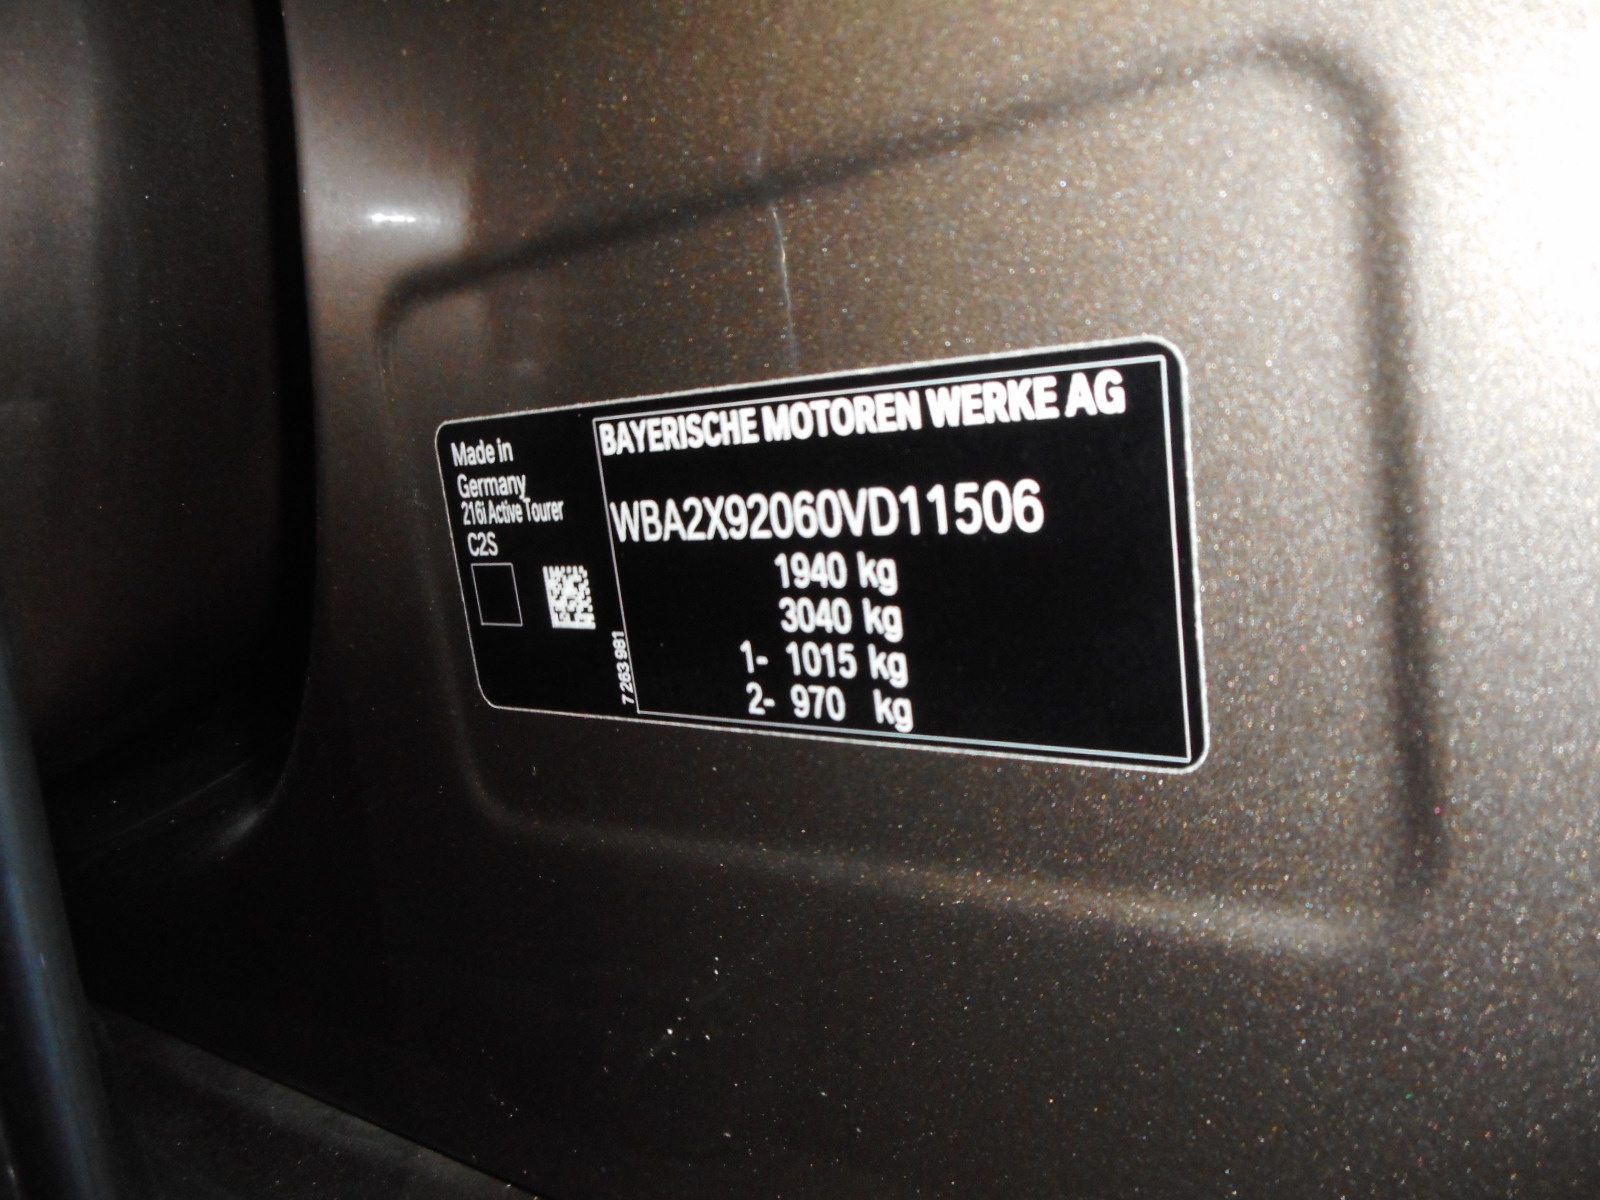 Made in
Germany
216i Active Tourer
C2S
BAYERISCHE MOTOREN WERKE AG
WBA2X92060VD11506
1940 kg
3040 kg
1- 1015 kg
2- 970 kg
7 263 981